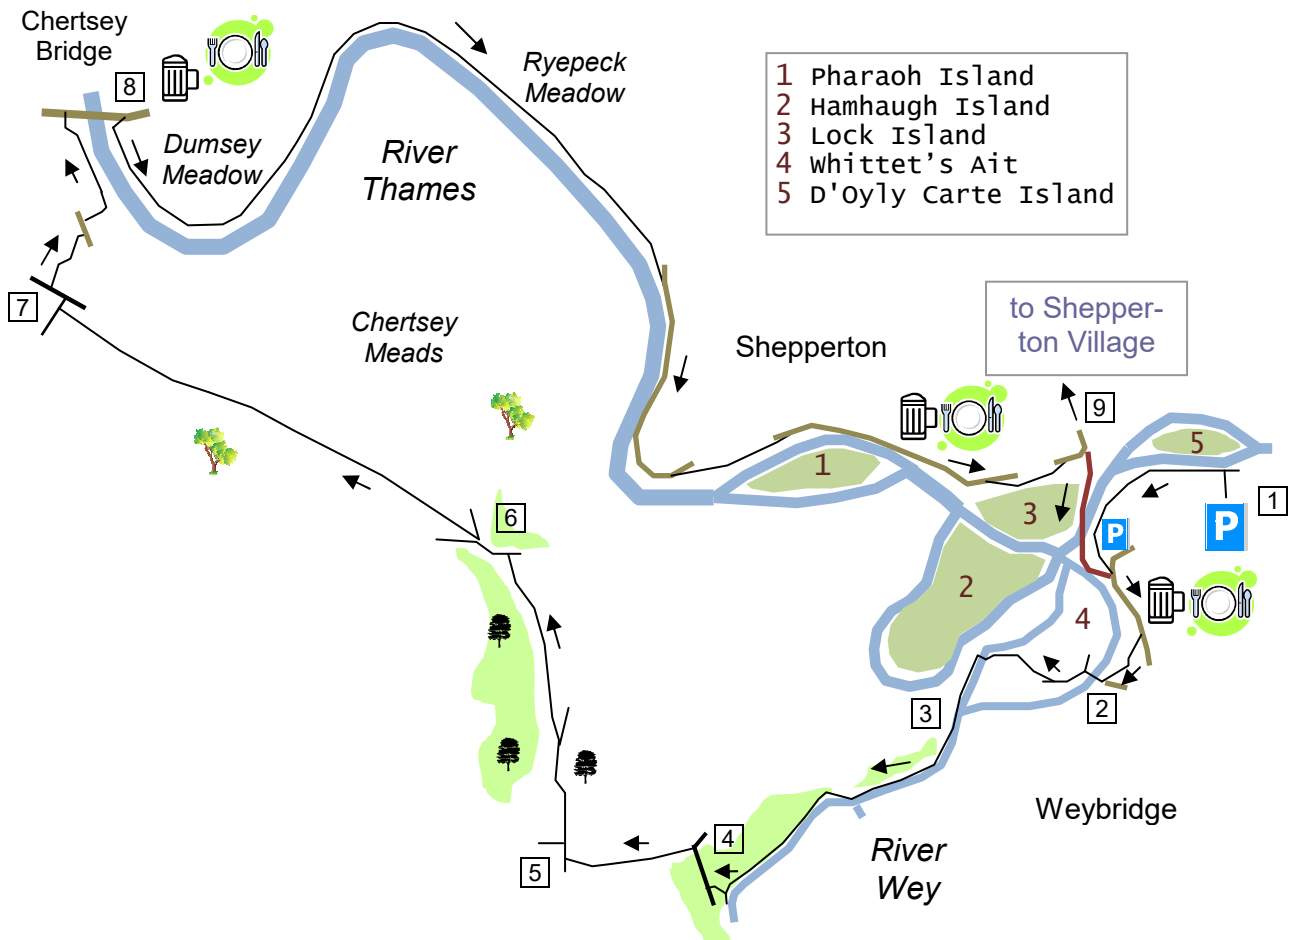 Chertsey
Bridge
8
Dumsey
Meadow
River
Thames
Ryepeck
Meadow
1 Pharaoh Island
2 Hamhaugh Island
3 Lock Island
4 Whittet's Ait
5 D'Oyly Carte Island
7
Chertsey
Meads
to Shepper-
ton Village
Shepperton
9
5
1
1
6
3
P
P
2
4
3
2
Weybridge
4
5
River
Wey